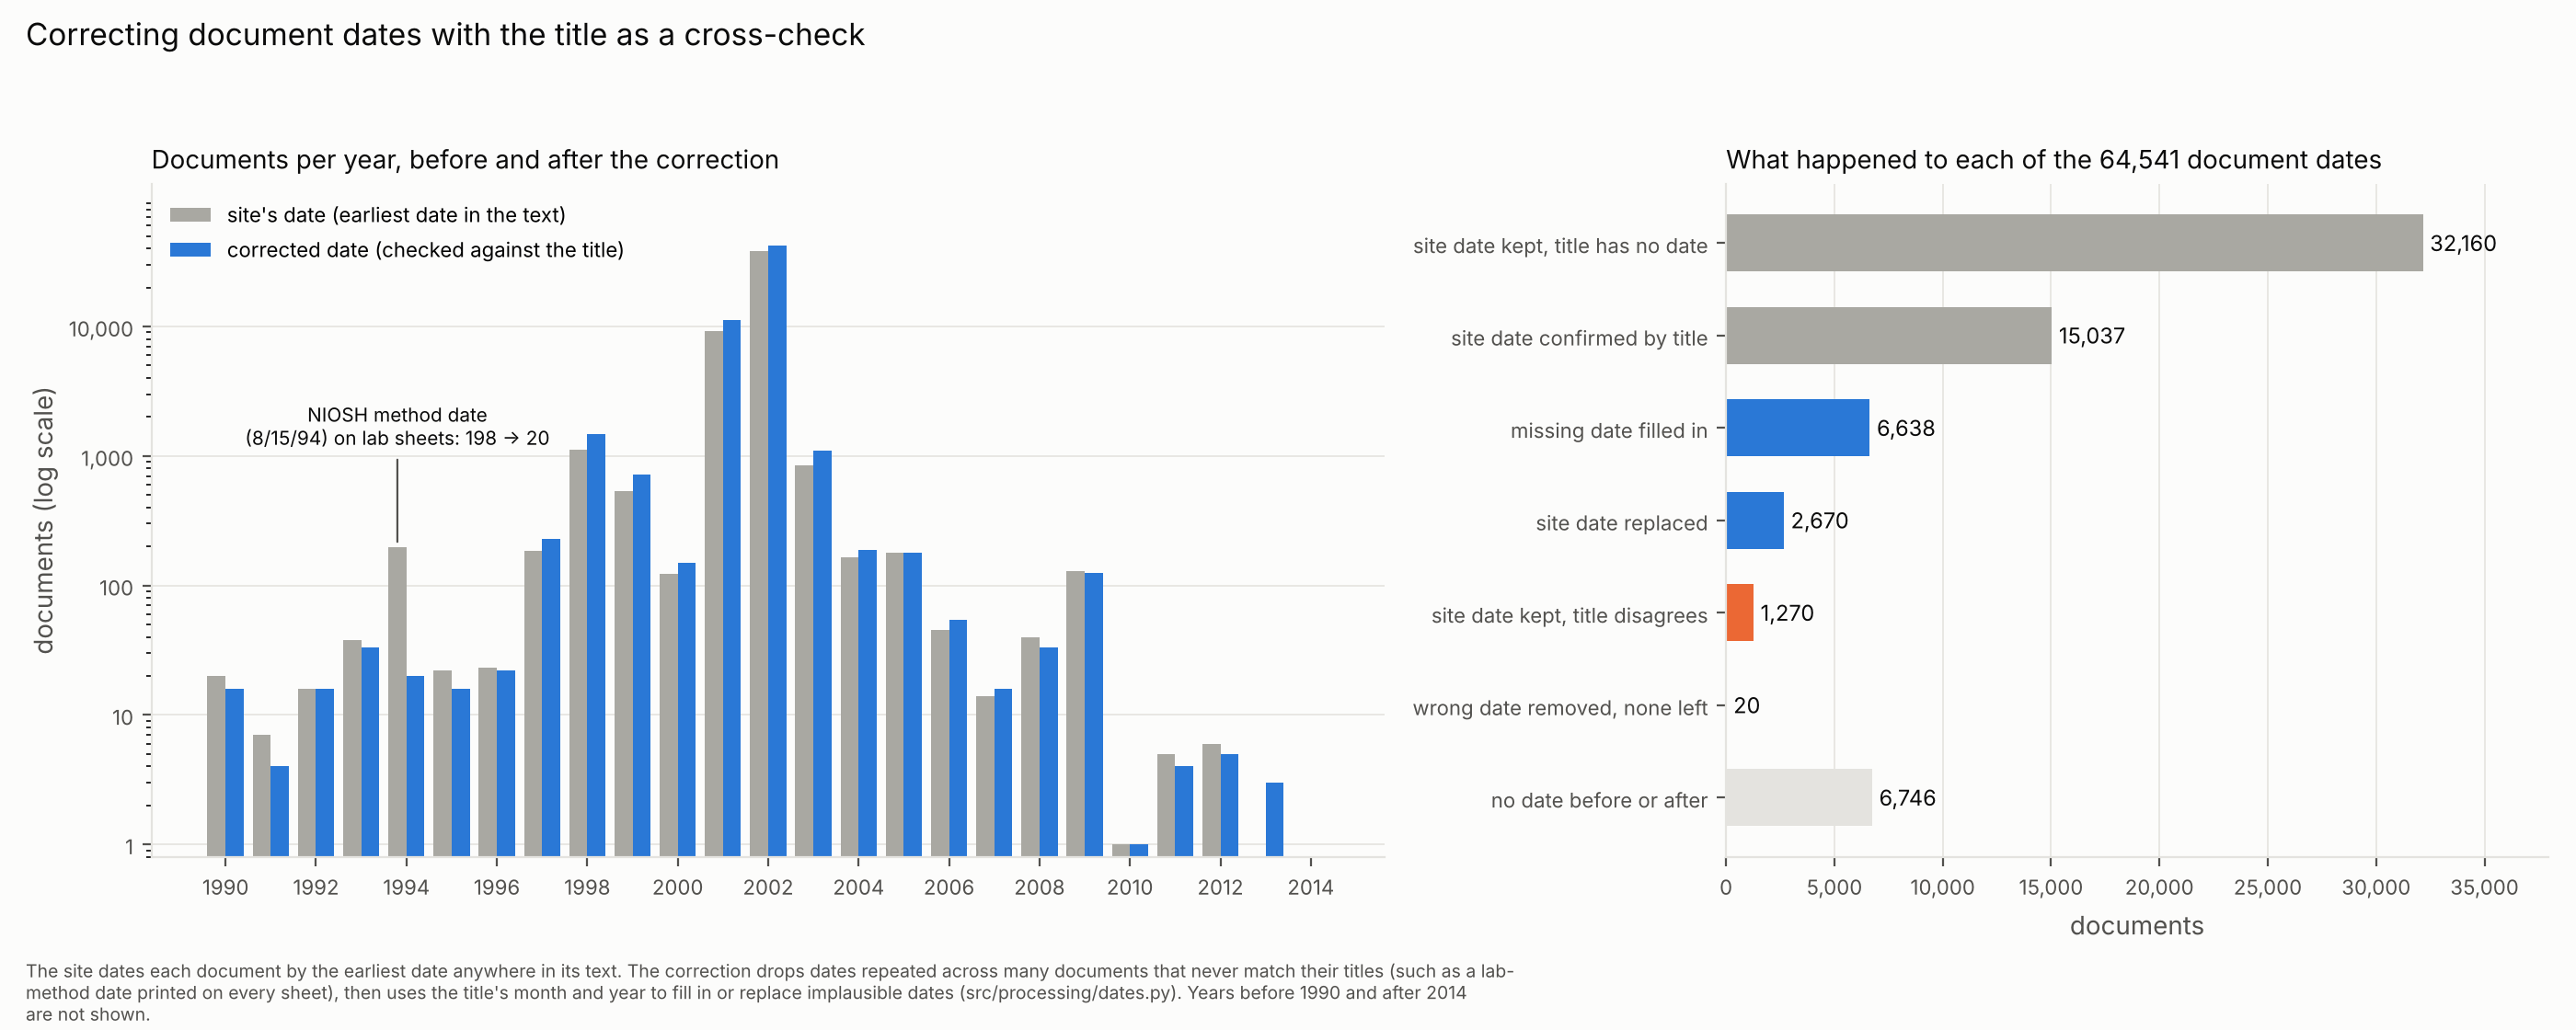 Correcting document dates with the title as a cross-check
Documents per year, before and after the correction
site's date (earliest date in the text)
corrected date (checked against the title)
NIOSH method date
(8/15/94) on lab sheets: 198 → 20
documents (log scale)
10,000
1,000
100
10
1
1990 1992 1994 1996 1998 2000 2002 2004 2006 2008 2010 2012 2014
What happened to each of the 64,541 document dates
site date kept, title has no date 32,160
site date confirmed by title 15,037
missing date filled in 6,638
site date replaced 2,670
site date kept, title disagrees 1,270
wrong date removed, none left 20
no date before or after 6,746
0 5,000 10,000 15,000 20,000 25,000 30,000 35,000
documents
The site dates each document by the earliest date anywhere in its text. The correction drops dates repeated across many documents that never match their titles (such as a lab-
method date printed on every sheet), then uses the title's month and year to fill in or replace implausible dates (src/processing/dates.py). Years before 1990 and after 2014
are not shown.